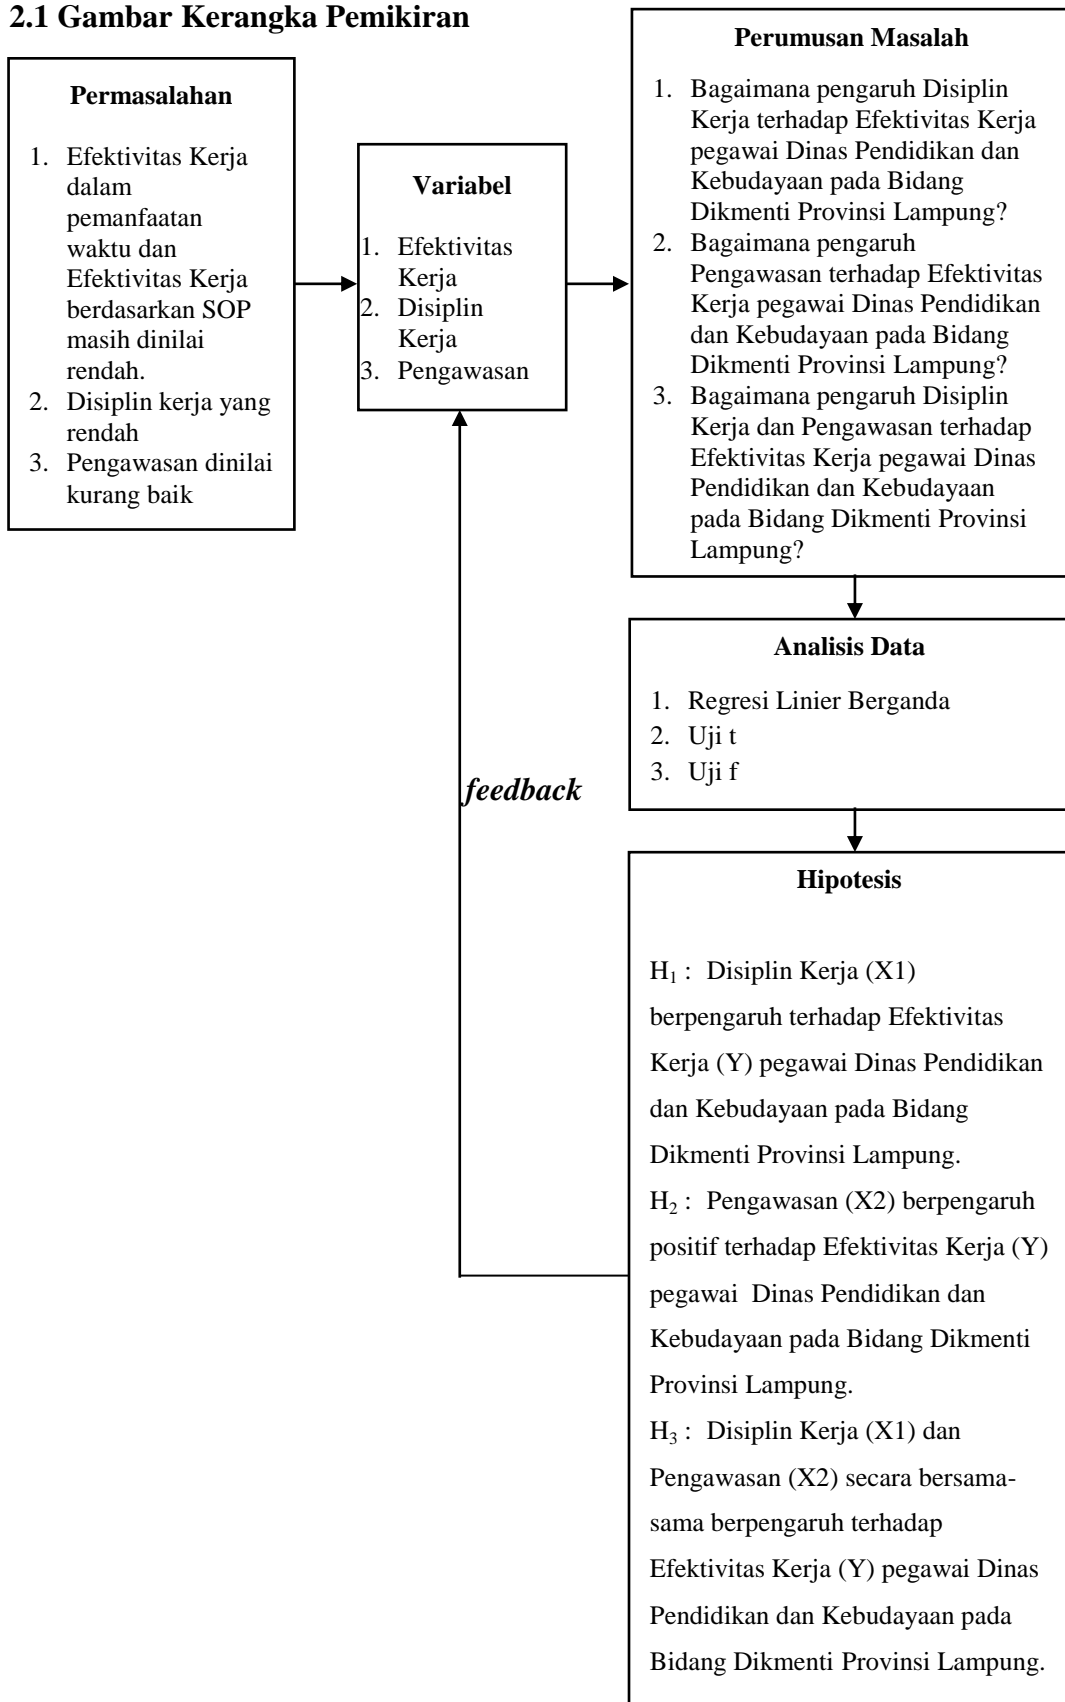 2.1 Gambar Kerangka Pemikiran
Permasalahan
1. Efektivitas Kerja
dalam
pemanfaatan
waktu dan
Efektivitas Kerja
berdasarkan SOP
masih dinilai
rendah.
2. Disiplin kerja yang
rendah
3. Pengawasan dinilai
kurang baik
Variabel
1. Efektivitas
Kerja
2. Disiplin
Kerja
3. Pengawasan
Perumusan Masalah
1. Bagaimana pengaruh Disiplin
Kerja terhadap Efektivitas Kerja
pegawai Dinas Pendidikan dan
Kebudayaan pada Bidang
Dikmenti Provinsi Lampung?
2. Bagaimana pengaruh
Pengawasan terhadap Efektivitas
Kerja pegawai Dinas Pendidikan
dan Kebudayaan pada Bidang
Dikmenti Provinsi Lampung?
3. Bagaimana pengaruh Disiplin
Kerja dan Pengawasan terhadap
Efektivitas Kerja pegawai Dinas
Pendidikan dan Kebudayaan
pada Bidang Dikmenti Provinsi
Lampung?
Analisis Data
1. Regresi Linier Berganda
2. Uji t
3. Uji f
feedback
Hipotesis
H₁ : Disiplin Kerja (X1)
berpengaruh terhadap Efektivitas
Kerja (Y) pegawai Dinas Pendidikan
dan Kebudayaan pada Bidang
Dikmenti Provinsi Lampung.
H₂ : Pengawasan (X2) berpengaruh
positif terhadap Efektivitas Kerja (Y)
pegawai Dinas Pendidikan dan
Kebudayaan pada Bidang Dikmenti
Provinsi Lampung.
H₃ : Disiplin Kerja (X1) dan
Pengawasan (X2) secara bersama-
sama berpengaruh terhadap
Efektivitas Kerja (Y) pegawai Dinas
Pendidikan dan Kebudayaan pada
Bidang Dikmenti Provinsi Lampung.